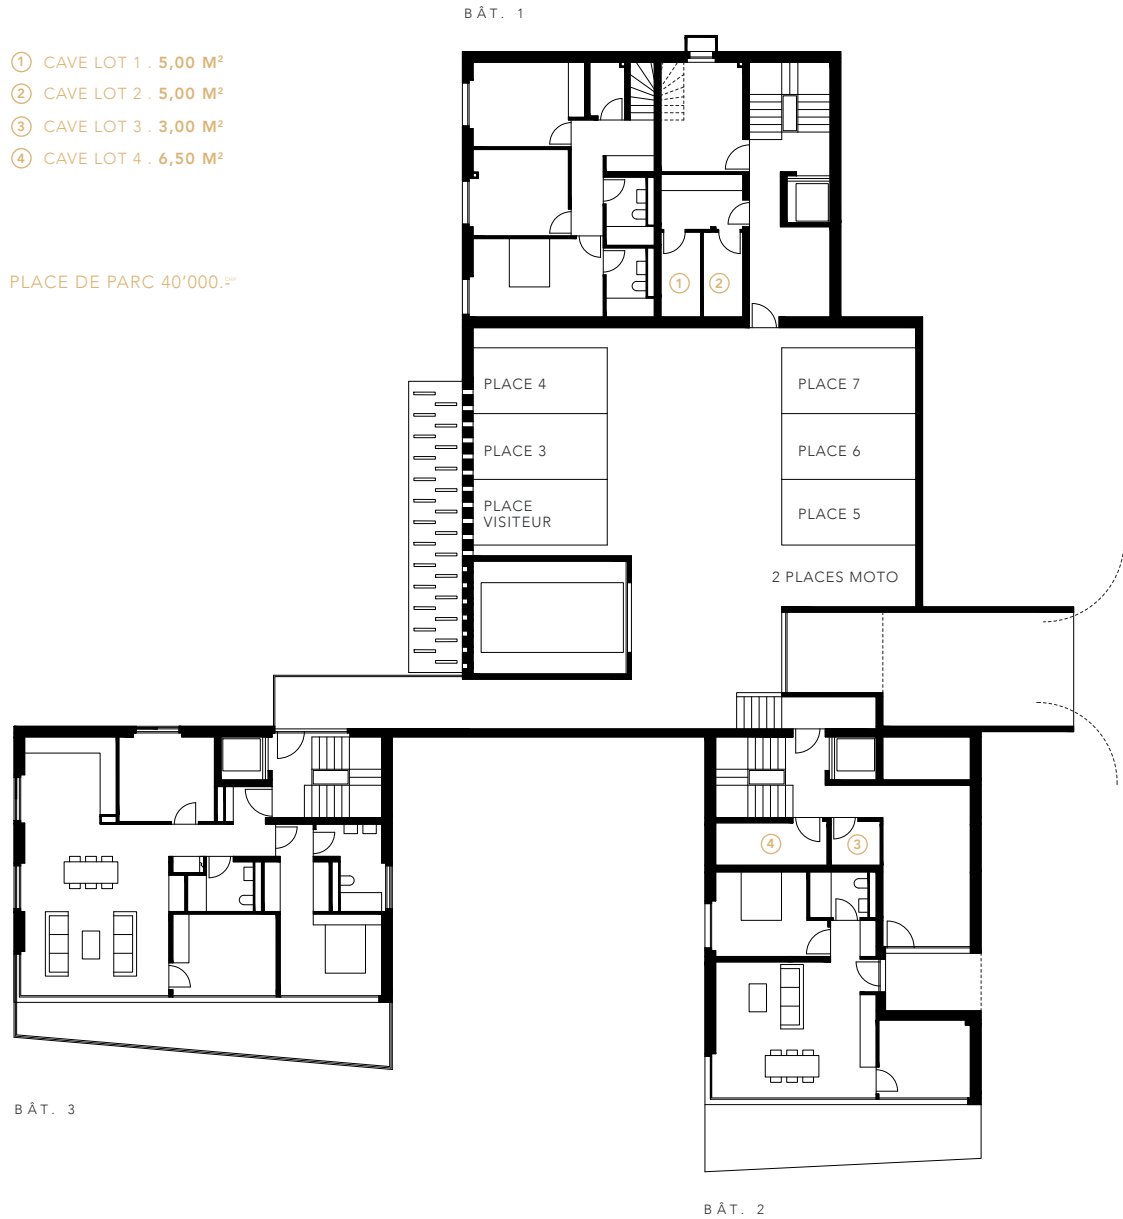 BÂT. 1
1 CAVE LOT 1 . 5,00 M²
2 CAVE LOT 2 . 5,00 M²
3 CAVE LOT 3 . 3,00 M²
4 CAVE LOT 4 . 6,50 M²
PLACE DE PARC 40'000.-
1
2
PLACE 4
PLACE 7
PLACE 3
PLACE 6
PLACE
VISITEUR
PLACE 5
2 PLACES MOTO
4
3
BÂT. 3
BÂT. 2